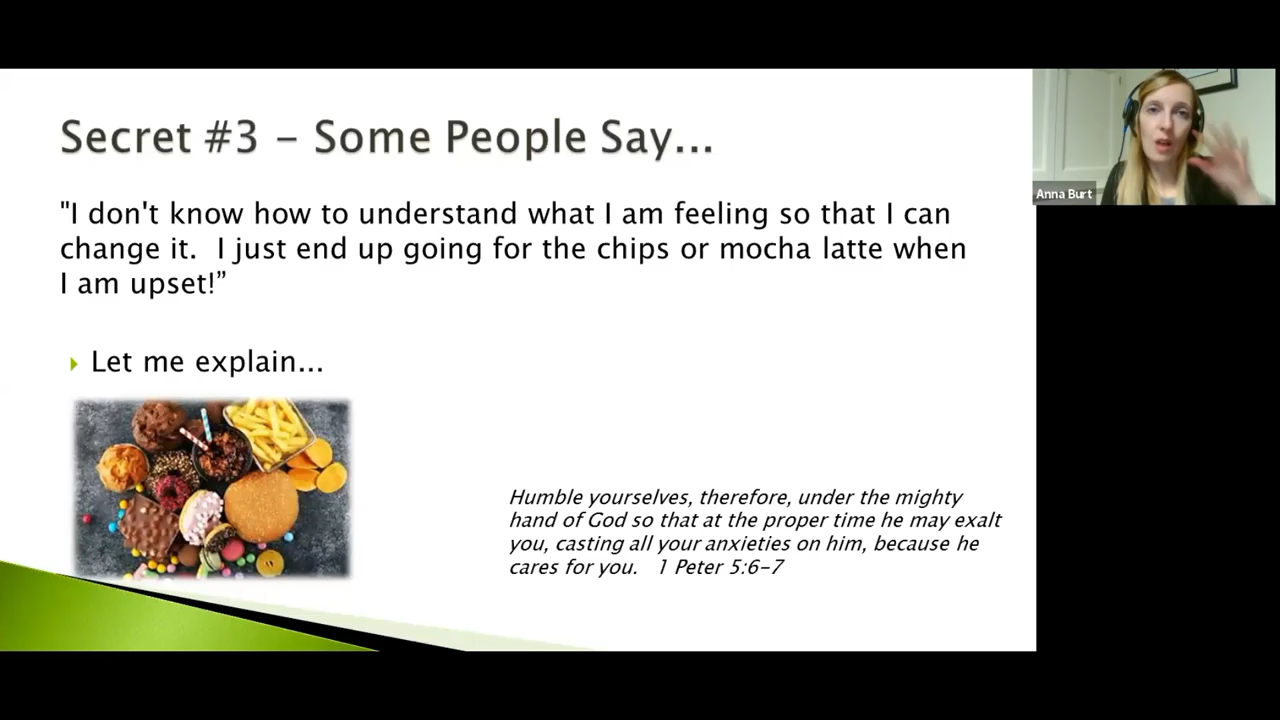 Secret #3 – Some People Say...
"I don't know how to understand what I am feeling so that I can
change it.  I just end up going for the chips or mocha latte when
I am upset!”
Let me explain...
Humble yourselves, therefore, under the mighty
hand of God so that at the proper time he may exalt
you, casting all your anxieties on him, because he
cares for you.   1 Peter 5:6-7
Anna Burt